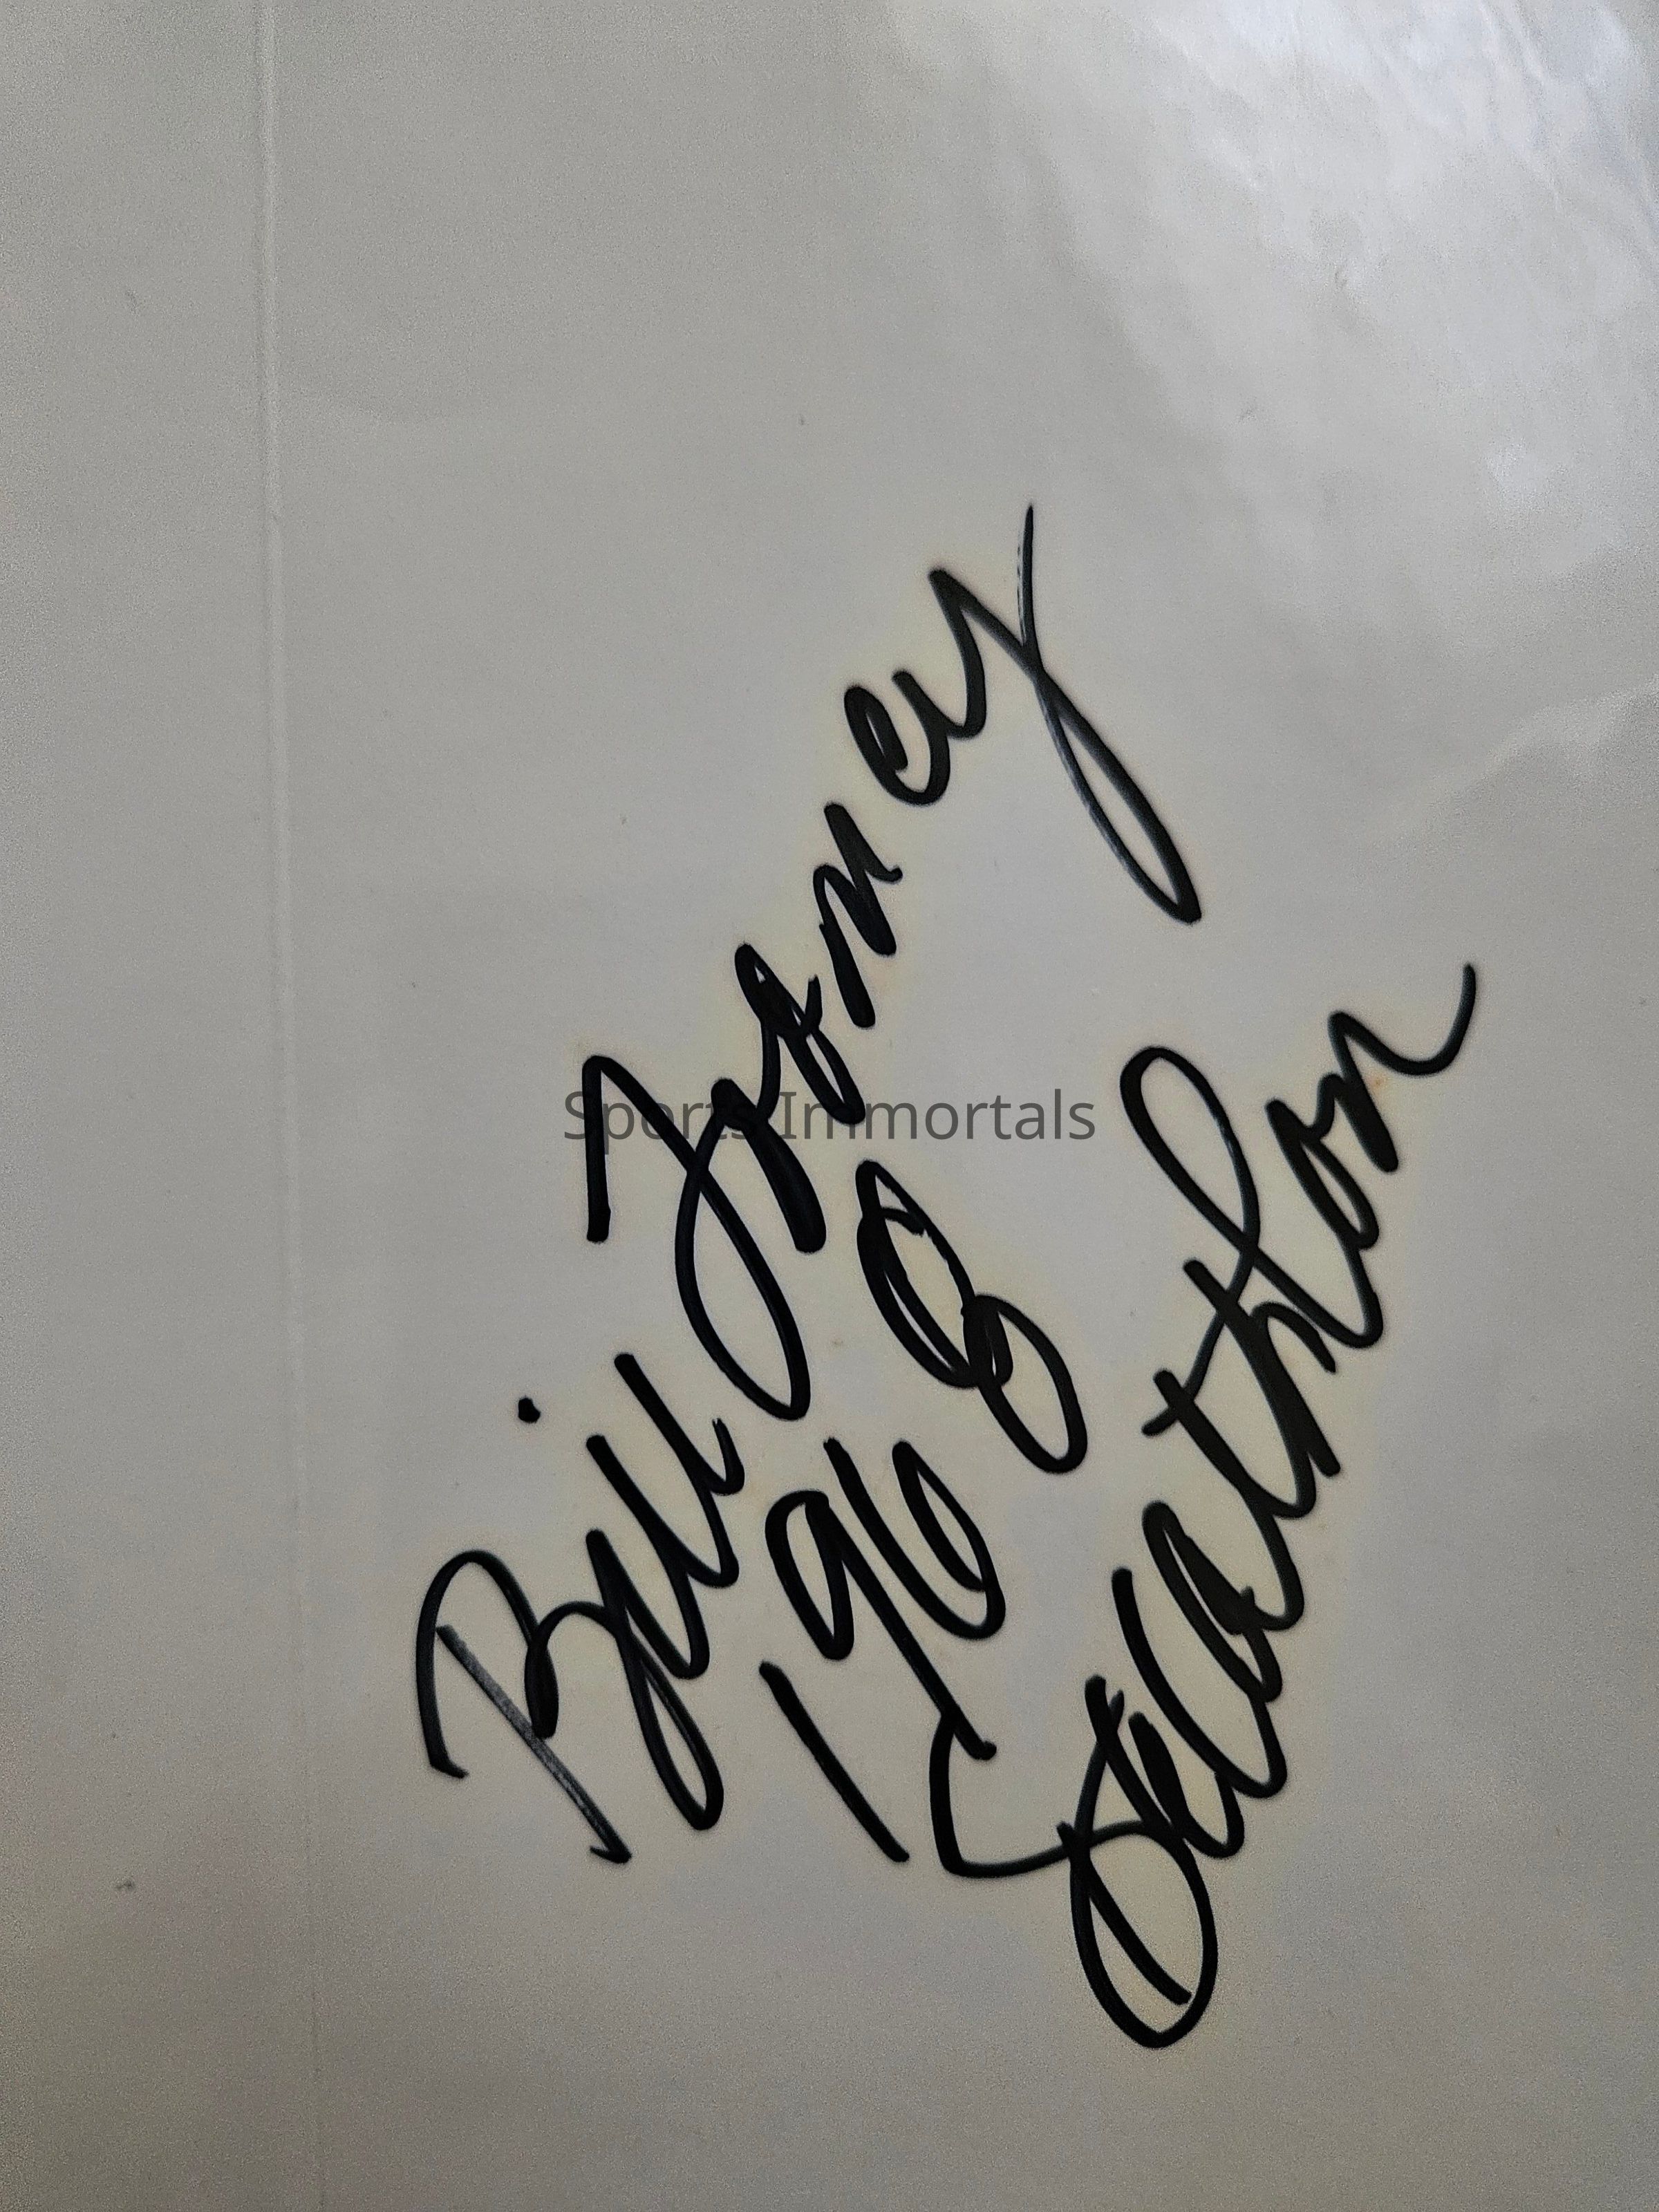 Bill Toomey
1968
Decathlon
Sports Immortals